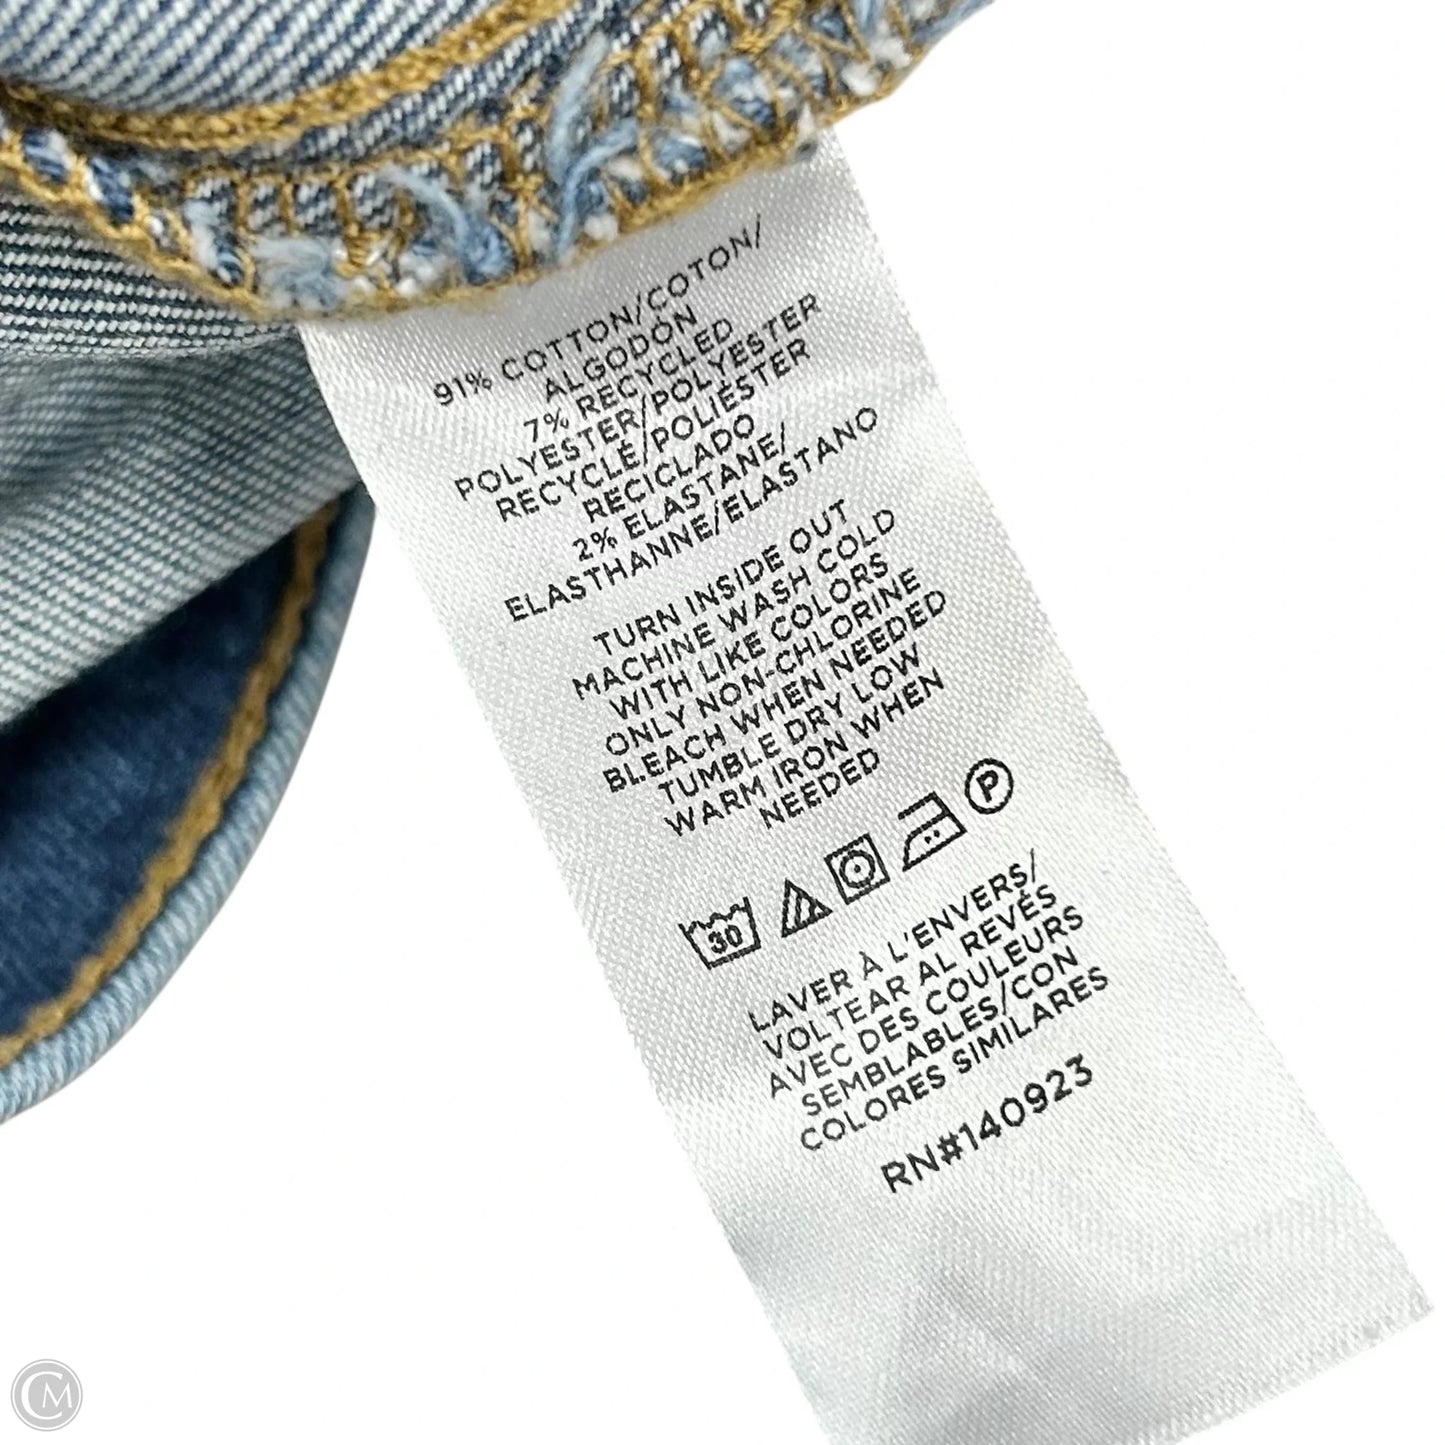 91% COTTON/COTON/
ALGODÓN
7% RECYCLED
POLYESTER/POLYESTER
RECYCLÉ/POLIÉSTER
RECICLADO
2% ELASTANE/
ELASTHANNE/ELASTANO
TURN INSIDE OUT
MACHINE WASH COLD
WITH LIKE COLORS
ONLY NON-CHLORINE
BLEACH WHEN NEEDED
TUMBLE DRY LOW
WARM IRON WHEN
NEEDED
30
P
LAVER À L'ENVERS/
VOLTEAR AL REVÉS
AVEC DES COULEURS
SEMBLABLES/CON
COLORES SIMILARES
RN#140923
CM